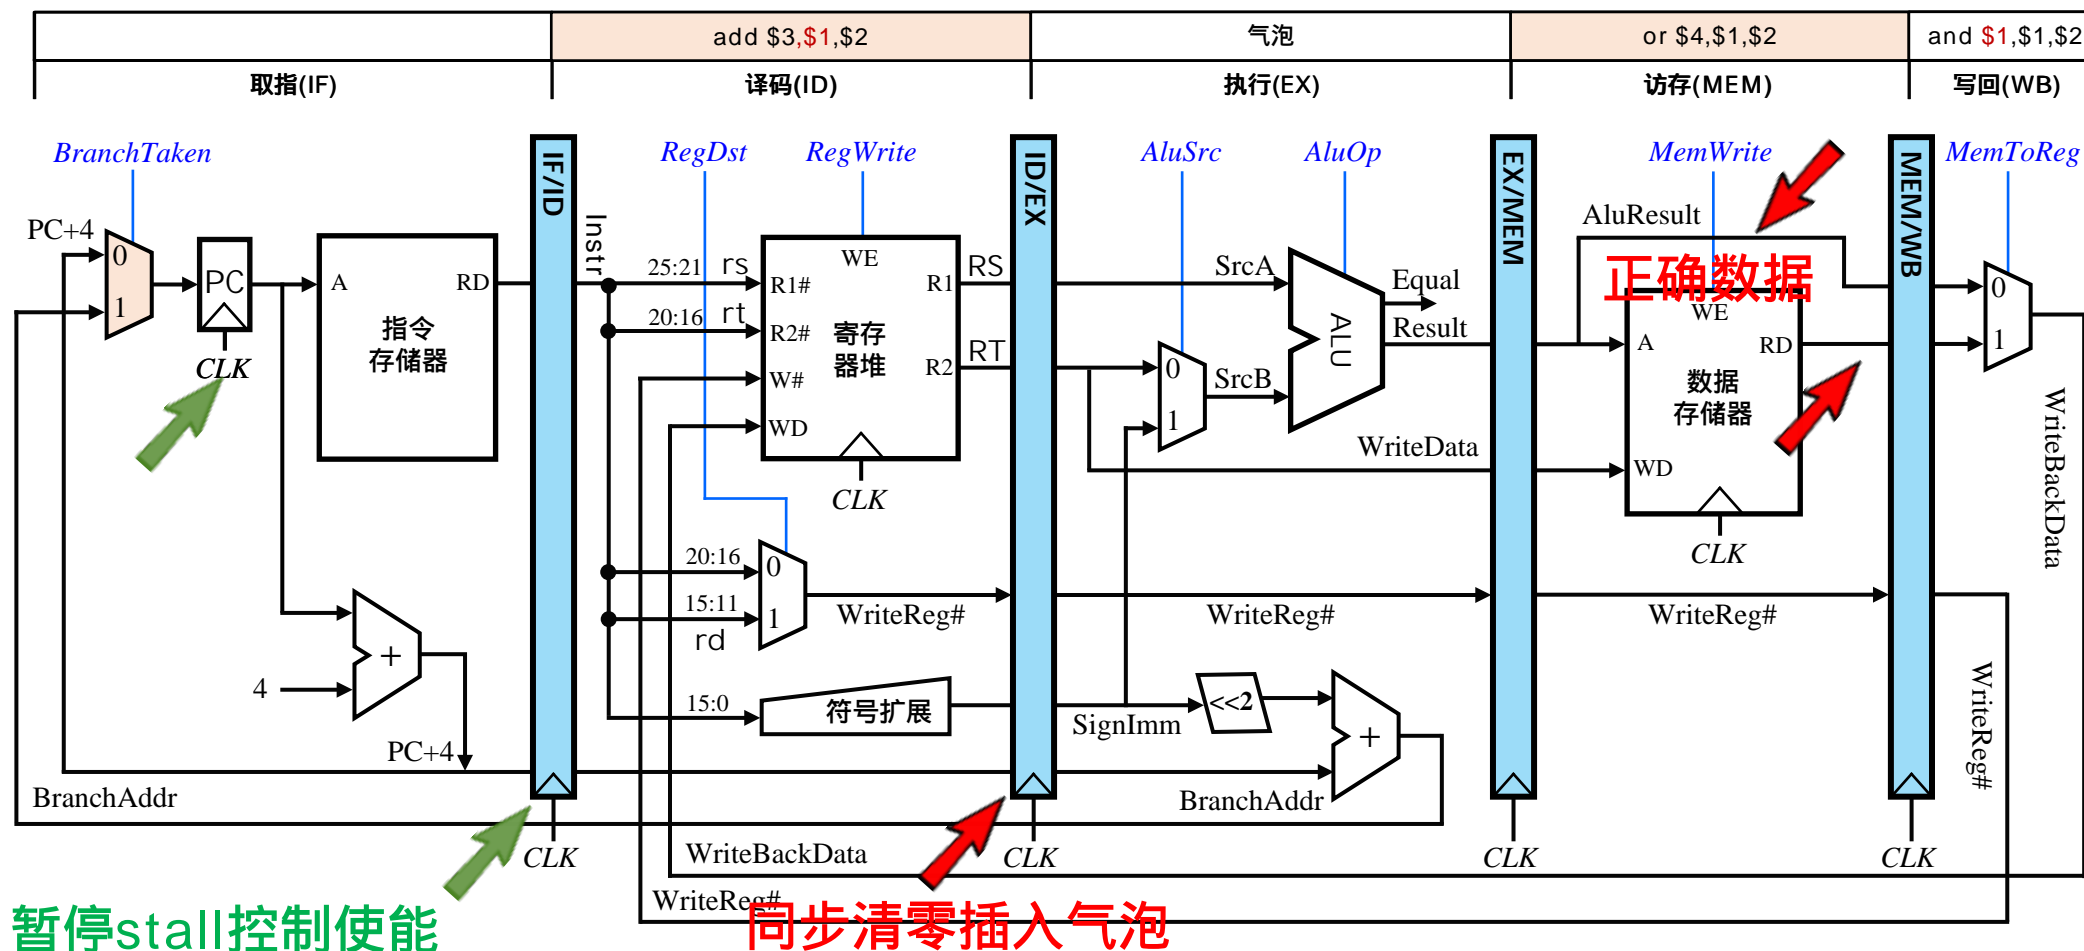 add $3,$1,$2
气泡
or $4,$1,$2
and $1,$1,$2
取指(IF)
译码(ID)
执行(EX)
访存(MEM)
写回(WB)
BranchTaken
RegDst
RegWrite
AluSrc
AluOp
MemWrite
MemToReg
IF/ID
ID/EX
EX/MEM
MEM/WB
PC+4
0
1
PC
CLK
A
RD
指令
存储器
Instr
25:21 rs
20:16 rt
WE
R1#
R2#
W#
WD
R1
R2
寄存
器堆
CLK
RS
RT
SrcA
0
1
SrcB
ALU
Equal
Result
WriteData
AluResult
正确数据
WE
A
RD
WD
数据
存储器
CLK
0
1
WriteBackData
20:16
15:11
rd
0
1
WriteReg#
WriteReg#
WriteReg#
WriteReg#
4
+
PC+4
15:0
符号扩展
SignImm
<<2
+
BranchAddr
BranchAddr
CLK
CLK
CLK
CLK
WriteBackData
WriteReg#
暂停stall控制使能
同步清零插入气泡